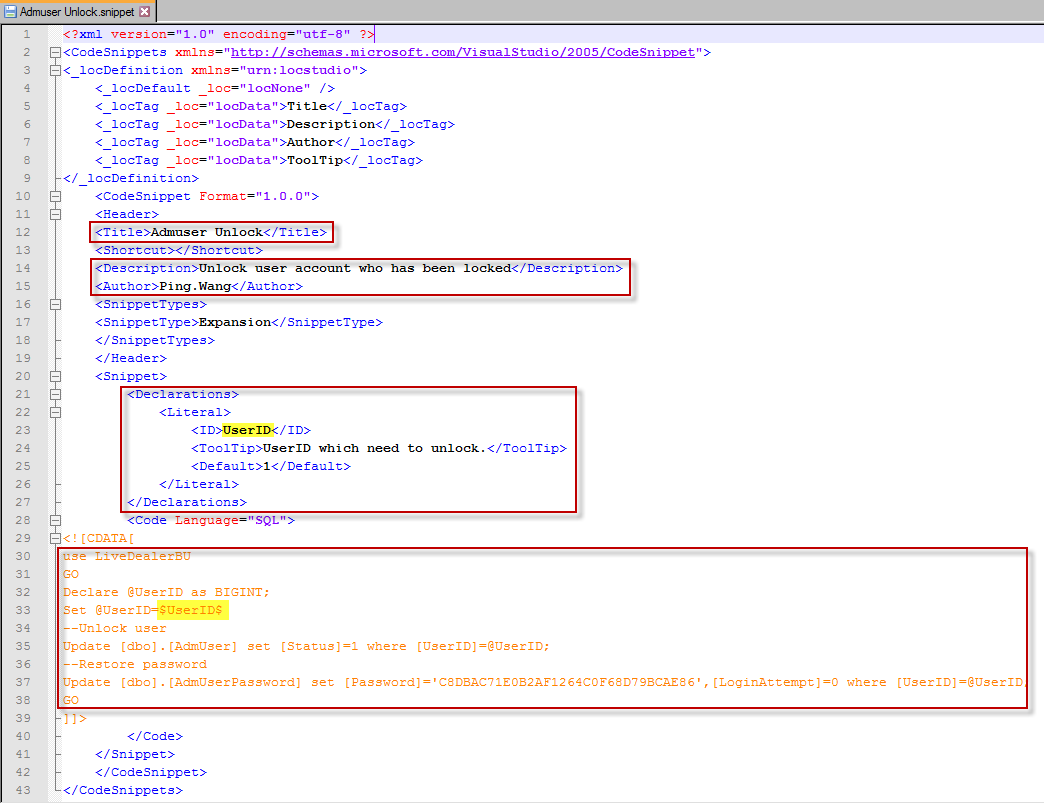 Admuser Unlock.snippet
1 <?xml version="1.0" encoding="utf-8" ?>
2 <CodeSnippets xmlns="http://schemas.microsoft.com/VisualStudio/2005/CodeSnippet">
3 <_locDefinition xmlns="urn:locstudio">
4 <_locDefault _loc="locNone" />
5 <_locTag _loc="locData">Title</_locTag>
6 <_locTag _loc="locData">Description</_locTag>
7 <_locTag _loc="locData">Author</_locTag>
8 <_locTag _loc="locData">ToolTip</_locTag>
9 </_locDefinition>
10 <CodeSnippet Format="1.0.0">
11 <Header>
12 <Title>Admuser Unlock</Title>
13 <Shortcut></Shortcut>
14 <Description>Unlock user account who has been locked</Description>
15 <Author>Ping.Wang</Author>
16 <SnippetTypes>
17 <SnippetType>Expansion</SnippetType>
18 </SnippetTypes>
19 </Header>
20 <Snippet>
21 <Declarations>
22 <Literal>
23 <ID>UserID</ID>
24 <ToolTip>UserID which need to unlock.</ToolTip>
25 <Default>1</Default>
26 </Literal>
27 </Declarations>
28 <Code Language="SQL">
29 <![CDATA[
30 use LiveDealerBU
31 GO
32 Declare @UserID as BIGINT;
33 Set @UserID=$UserID$
34 --Unlock user
35 Update [dbo].[AdmUser] set [Status]=1 where [UserID]=@UserID;
36 --Restore password
37 Update [dbo].[AdmUserPassword] set [Password]='C8DBAC71E0B2AF1264C0F68D79BCAE86',[LoginAttempt]=0 where [UserID]=@UserID
38 GO
39 ]]>
40 </Code>
41 </Snippet>
42 </CodeSnippet>
43 </CodeSnippets>